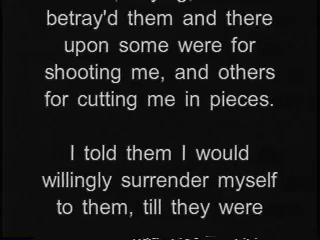 betray'd them and there
upon some were for
shooting me, and others
for cutting me in pieces.
I told them I would
willingly surrender myself
to them, till they were